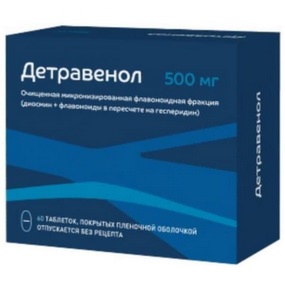 Детравенол 500 мг
Очищенная микронизированная флавоноидная фракция
(диосмин + флавоноиды в пересчете на гесперидин)
60 ТАБЛЕТОК, ПОКРЫТЫХ ПЛЕНОЧНОЙ ОБОЛОЧКОЙ
ОТПУСКАЕТСЯ БЕЗ РЕЦЕПТА
Детравенол